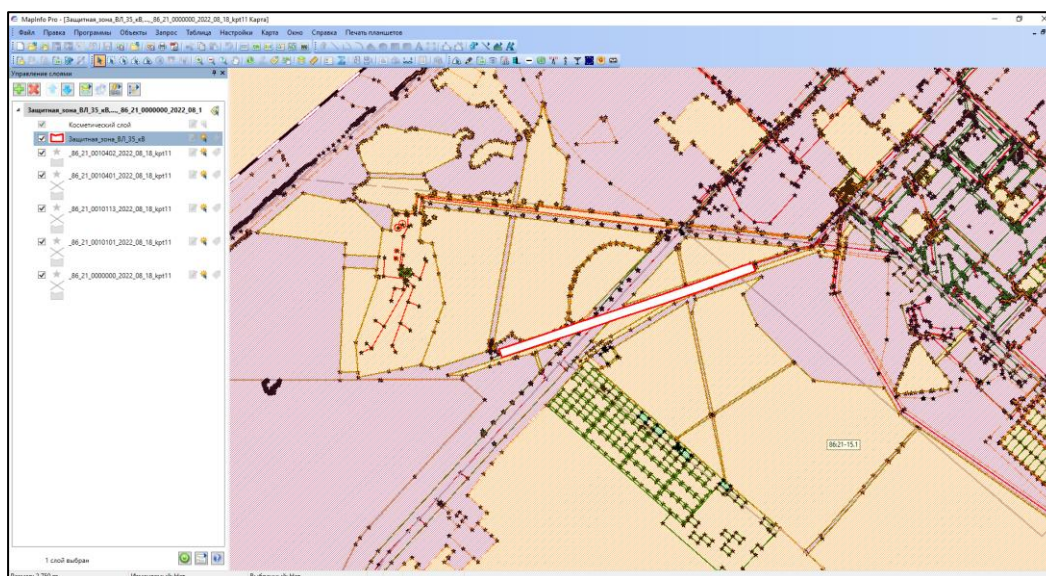 MapInfo Pro - [Защитная_зона_ВЛ_35_кВ,...,_86_21_0000000_2022_08_18_kpt11 Карта]
Файл Правка Программы Объекты Запрос Таблица Настройки Карта Окно Справка Печать планшетов
Управление слоями
Защитная_зона_ВЛ_35_кВ,...,_86_21_0000000_2022_08_1
Косметический слой
Защитная_зона_ВЛ_35_кВ
_86_21_0010402_2022_08_18_kpt11
_86_21_0010401_2022_08_18_kpt11
_86_21_0010113_2022_08_18_kpt11
_86_21_0010101_2022_08_18_kpt11
_86_21_0000000_2022_08_18_kpt11
86:21-15.1
1 слой выбран